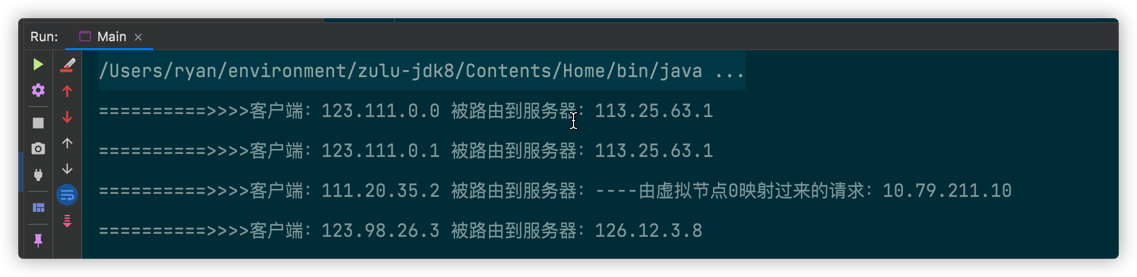 Run: Main ×
/Users/ryan/environment/zulu-jdk8/Contents/Home/bin/java ...
==========>>>>客户端：123.111.0.0 被路由到服务器：113.25.63.1
==========>>>>客户端：123.111.0.1 被路由到服务器：113.25.63.1
==========>>>>客户端：111.20.35.2 被路由到服务器：----由虚拟节点0映射过来的请求：10.79.211.10
==========>>>>客户端：123.98.26.3 被路由到服务器：126.12.3.8